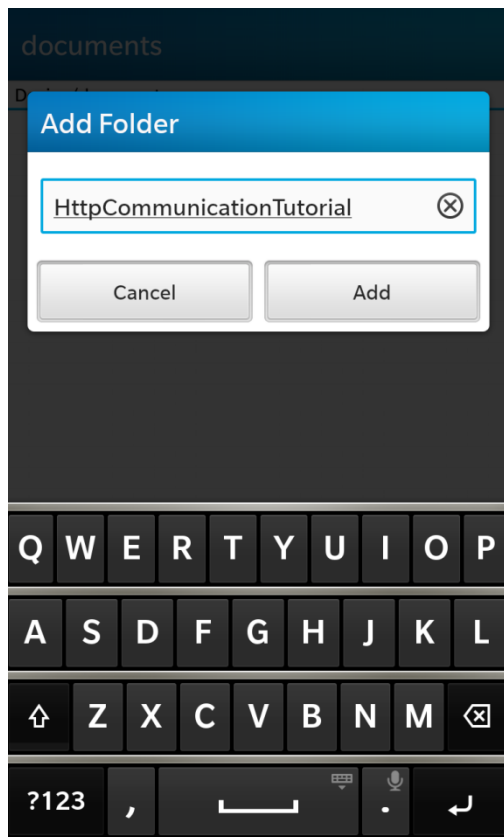 documents
Add Folder
HttpCommunicationTutorial
Cancel Add
Q W E R T Y U I O P
A S D F G H J K L
Z X C V B N M
?123 , .